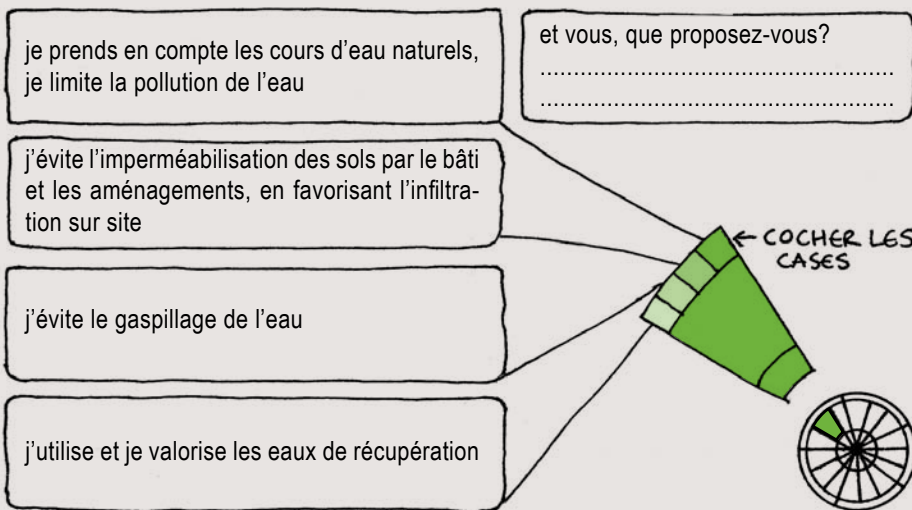 je prends en compte les cours d'eau naturels,
je limite la pollution de l'eau
et vous, que proposez-vous?
.....................................................
.....................................................
j'évite l'imperméabilisation des sols par le bâti
et les aménagements, en favorisant l'infiltra-
tion sur site
← COCHER LES
CASES
j'évite le gaspillage de l'eau
j'utilise et je valorise les eaux de récupération